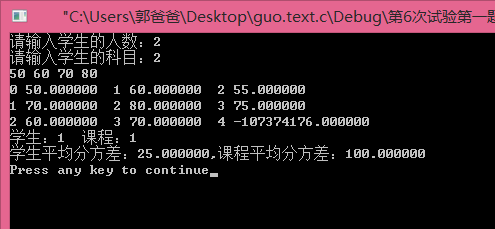 "C:\Users\郭爸爸\Desktop\guo.text.c\Debug\第6次试验第一题
请输入学生的人数：2
请输入学生的科目：2
50 60 70 80
0 50.000000  1 60.000000  2 55.000000
1 70.000000  2 80.000000  3 75.000000
2 60.000000  3 70.000000  4 -107374176.000000
学生：1  课程：1
学生平均分方差：25.000000,课程平均分方差：100.000000
Press any key to continue